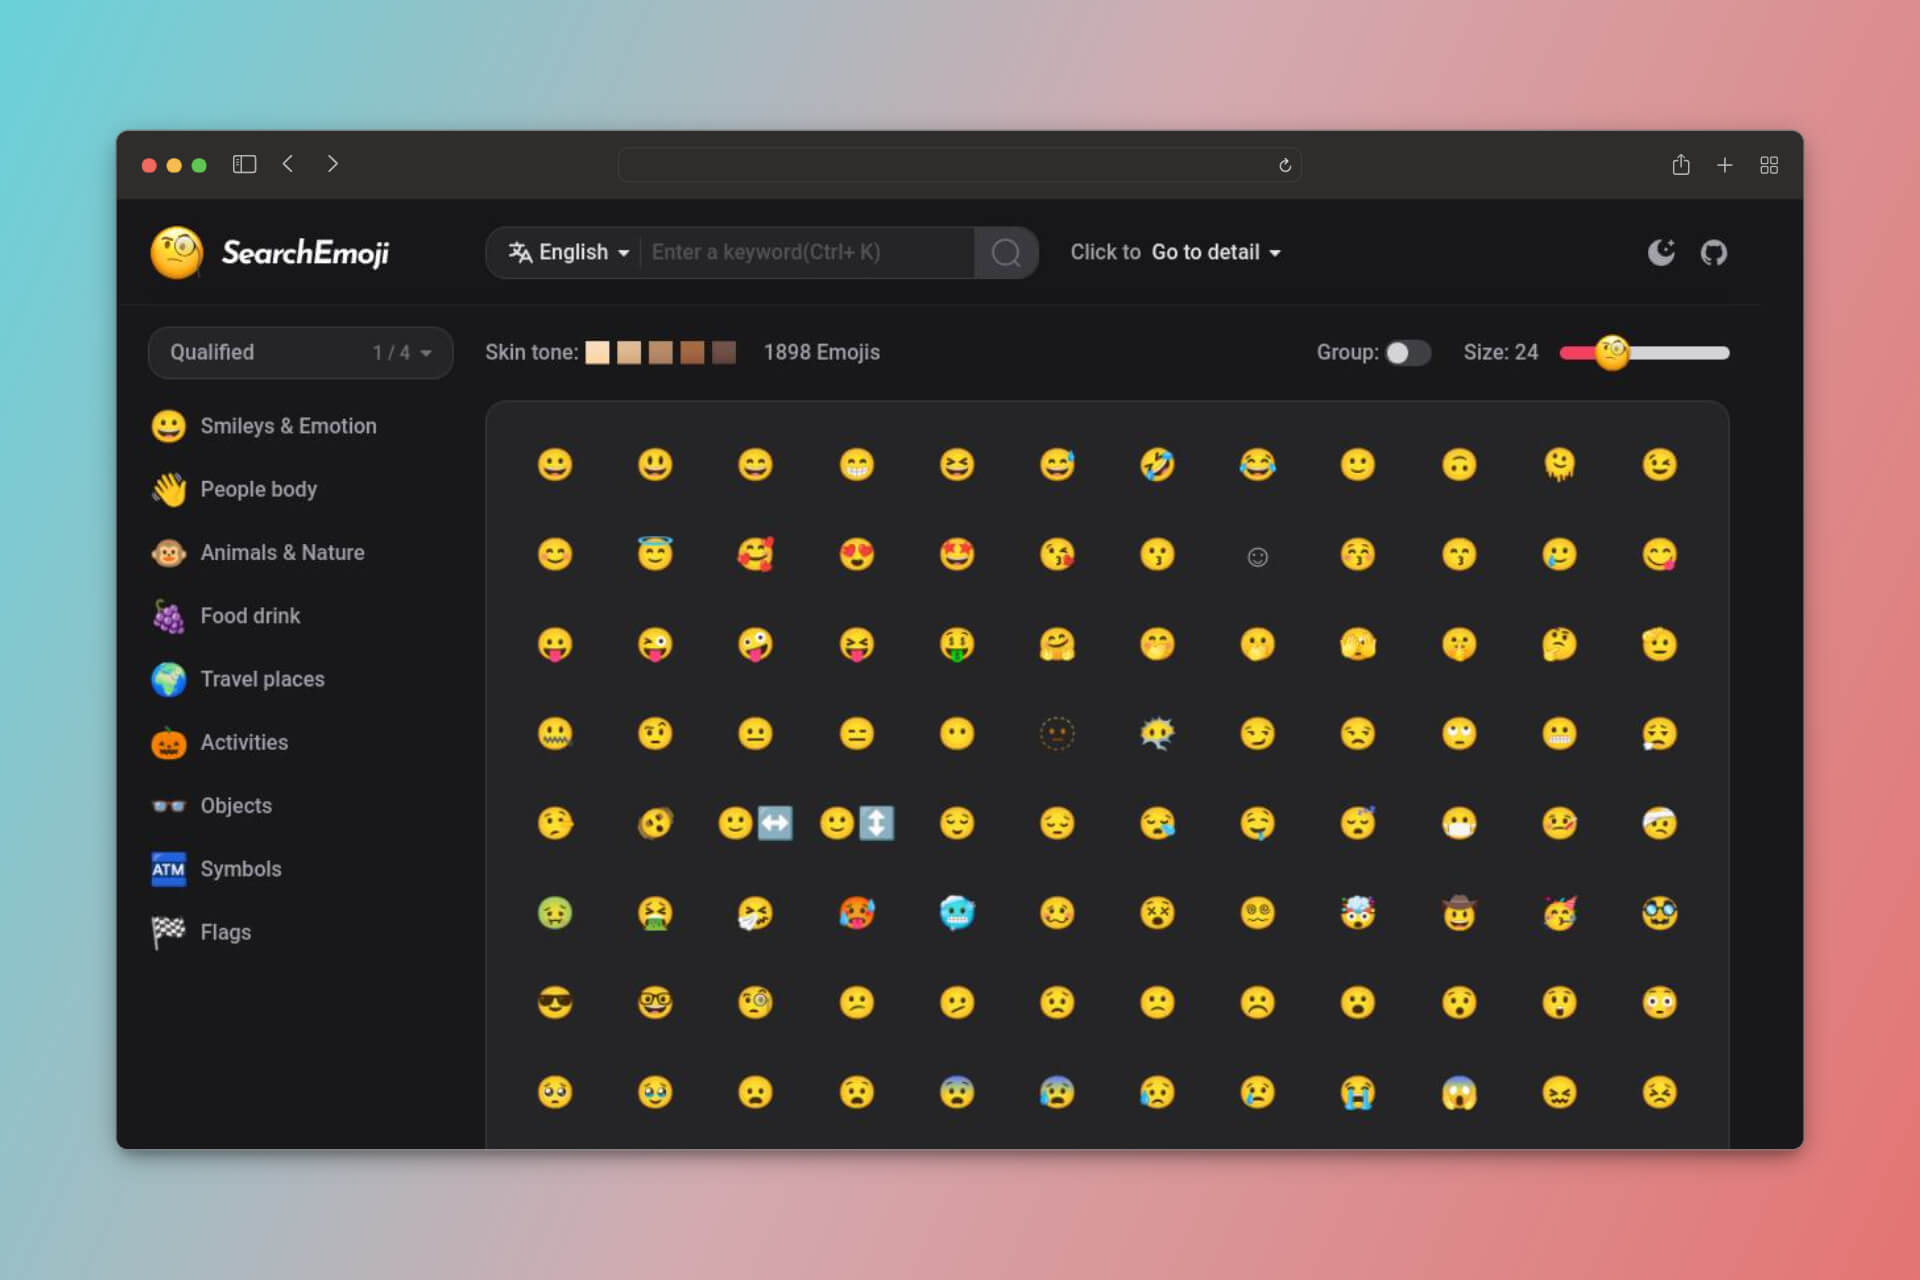 SearchEmoji
English
Enter a keyword(Ctrl+ K)
Click to Go to detail
Qualified 1 / 4
Skin tone:
1898 Emojis
Group:
Size: 24
Smileys & Emotion
People body
Animals & Nature
Food drink
Travel places
Activities
Objects
ATM
Symbols
Flags